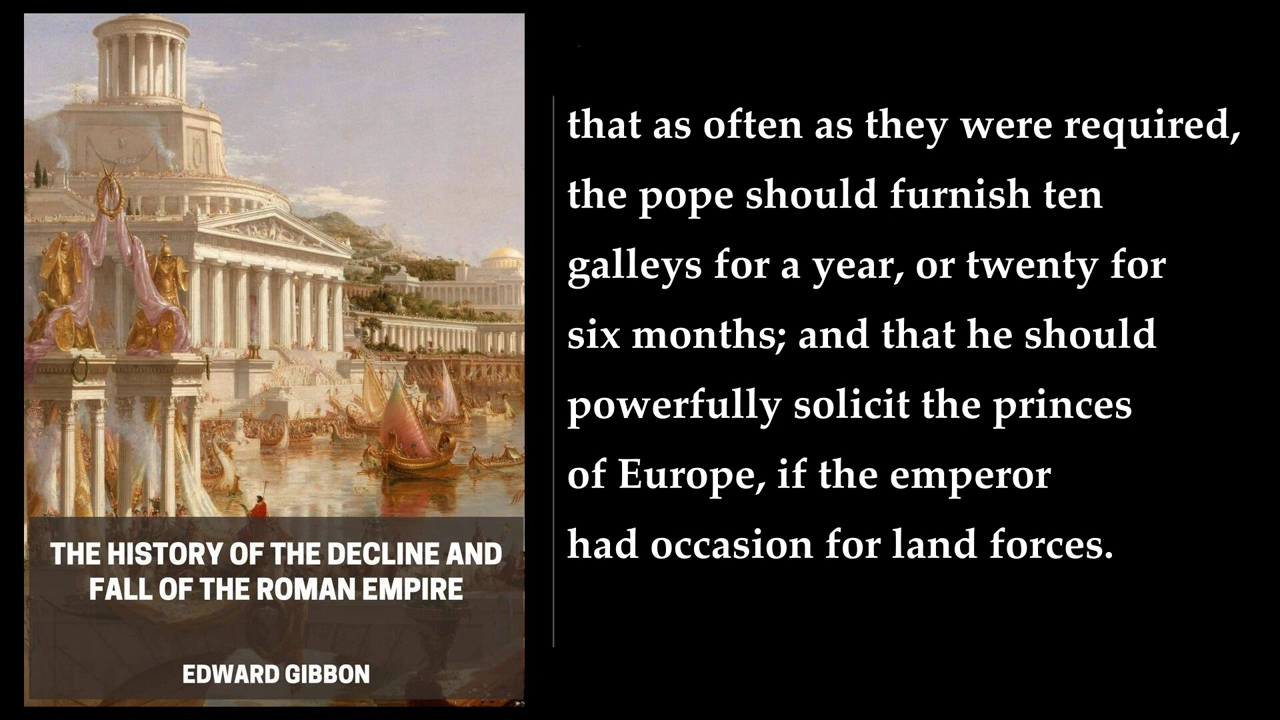 that as often as they were required,
the pope should furnish ten
galleys for a year, or twenty for
six months; and that he should
powerfully solicit the princes
of Europe, if the emperor
had occasion for land forces.
THE HISTORY OF THE DECLINE AND
FALL OF THE ROMAN EMPIRE
EDWARD GIBBON